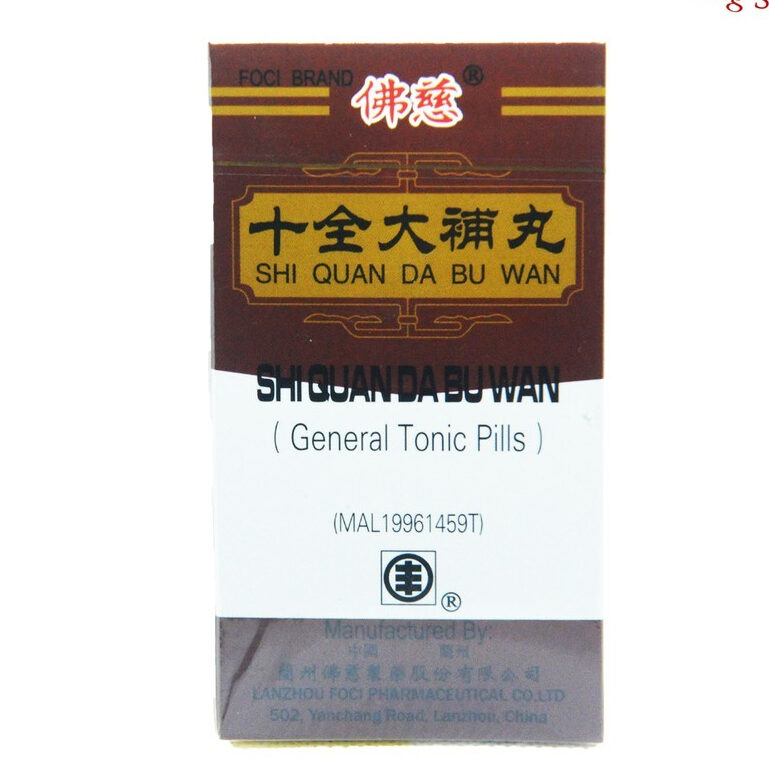 g S
FOCI BRAND
佛慈®
十全大補丸
SHI QUAN DA BU WAN
SHI QUAN DA BU WAN
( General Tonic Pills )
(MAL19961459T)
®
Manufactured By:
中國 蘭州
蘭州佛慈製藥股份有限公司
LANZHOU FOCI PHARMACEUTICAL CO.LTD
502, Yanchang Road, Lanzhou, China